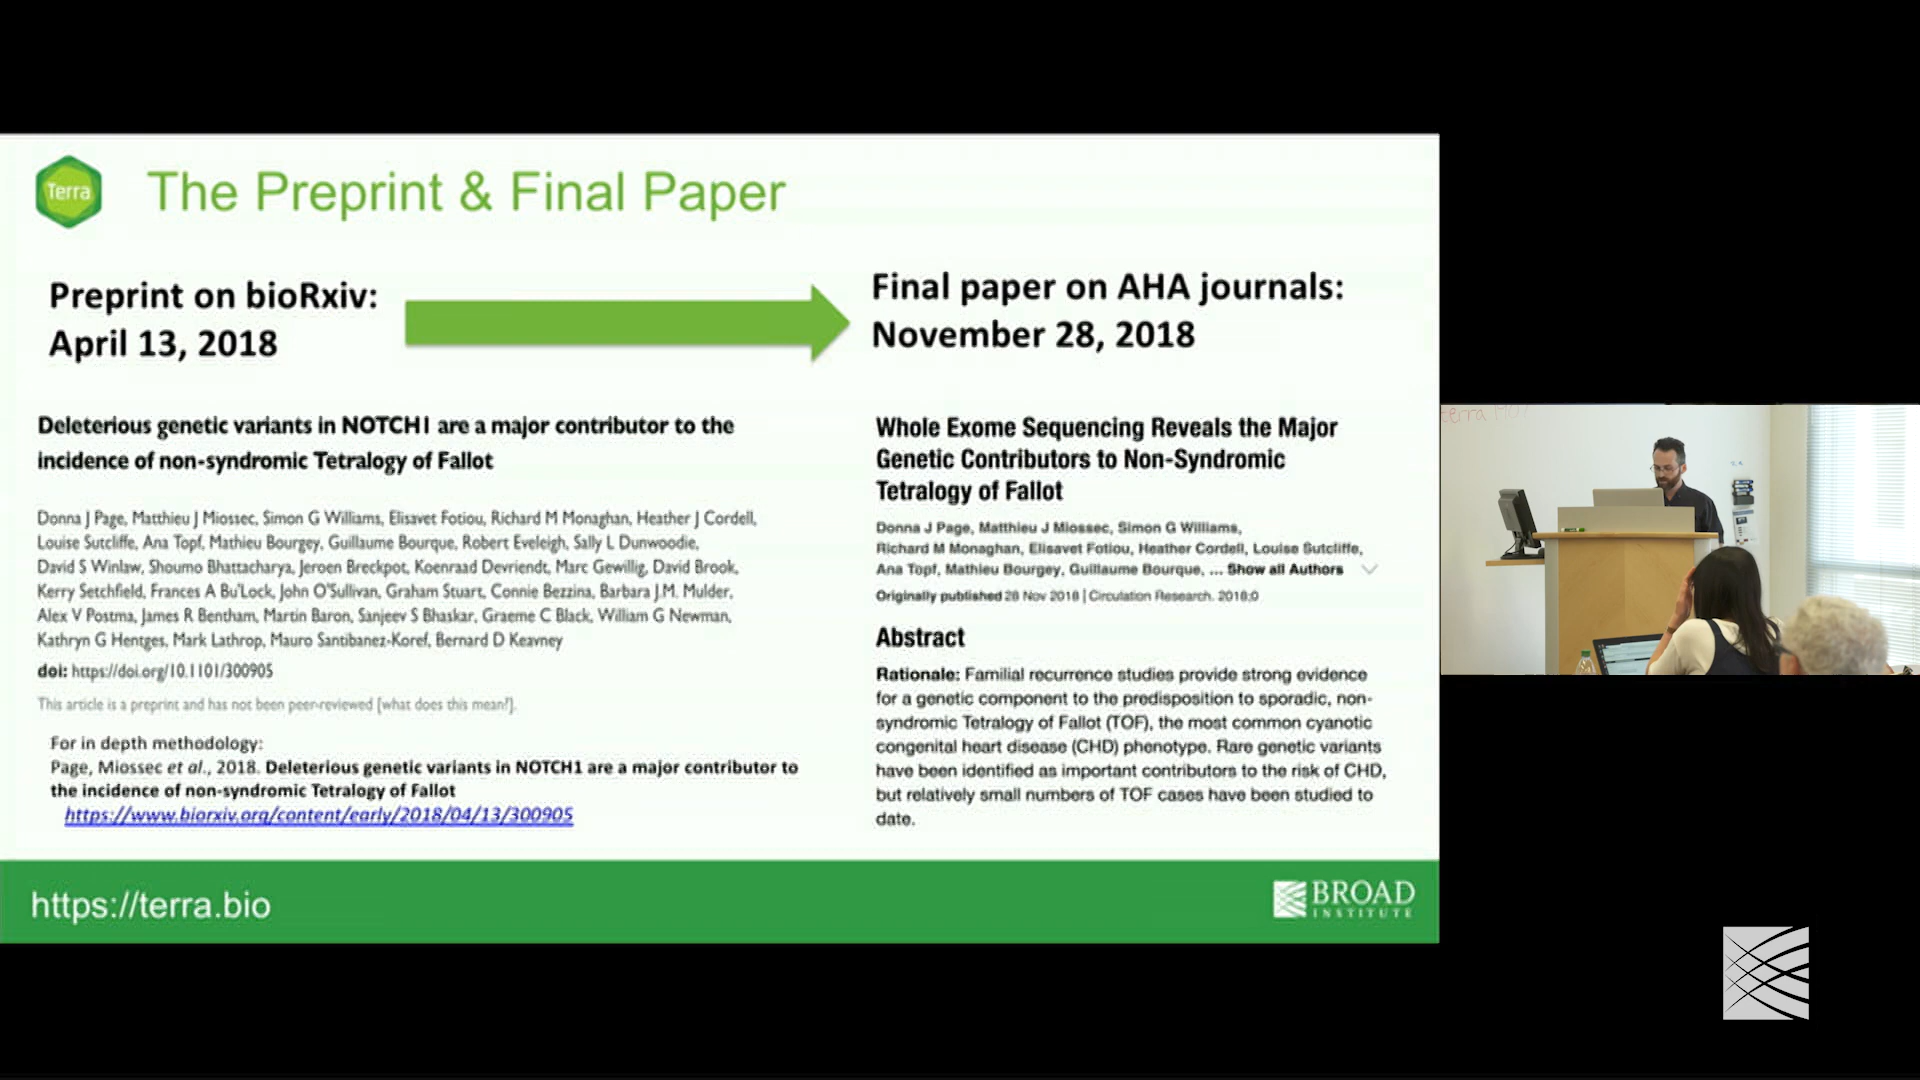 Terra
The Preprint & Final Paper
Preprint on bioRxiv:
April 13, 2018
Final paper on AHA journals:
November 28, 2018
Deleterious genetic variants in NOTCH1 are a major contributor to the
incidence of non-syndromic Tetralogy of Fallot
Donna J Page, Matthieu J Miossec, Simon G Williams, Elisavet Fotiou, Richard M Monaghan, Heather J Cordell,
Louise Sutcliffe, Ana Topf, Mathieu Bourgey, Guillaume Bourque, Robert Eveleigh, Sally L Dunwoodie,
David S Winlaw, Shoumo Bhattacharya, Jeroen Breckpot, Koenraad Devriendt, Marc Gewillig, David Brook,
Kerry Setchfield, Frances A Bu'Lock, John O'Sullivan, Graham Stuart, Connie Bezzina, Barbara J.M. Mulder,
Alex V Postma, James R Bentham, Martin Baron, Sanjeev S Bhaskar, Graeme C Black, William G Newman,
Kathryn G Hentges, Mark Lathrop, Mauro Santibanez-Koref, Bernard D Keavney
doi: https://doi.org/10.1101/300905
This article is a preprint and has not been peer-reviewed [what does this mean?].
For in depth methodology:
Page, Miossec et al., 2018. Deleterious genetic variants in NOTCH1 are a major contributor to
the incidence of non-syndromic Tetralogy of Fallot
https://www.biorxiv.org/content/early/2018/04/13/300905
Whole Exome Sequencing Reveals the Major
Genetic Contributors to Non-Syndromic
Tetralogy of Fallot
Donna J Page, Matthieu J Miossec, Simon G Williams,
Richard M Monaghan, Elisavet Fotiou, Heather Cordell, Louise Sutcliffe,
Ana Topf, Mathieu Bourgey, Guillaume Bourque, ... Show all Authors
Originally published 28 Nov 2018 | Circulation Research. 2018;0
Abstract
Rationale: Familial recurrence studies provide strong evidence
for a genetic component to the predisposition to sporadic, non-
syndromic Tetralogy of Fallot (TOF), the most common cyanotic
congenital heart disease (CHD) phenotype. Rare genetic variants
have been identified as important contributors to the risk of CHD,
but relatively small numbers of TOF cases have been studied to
date.
https://terra.bio
BROAD
INSTITUTE
terra